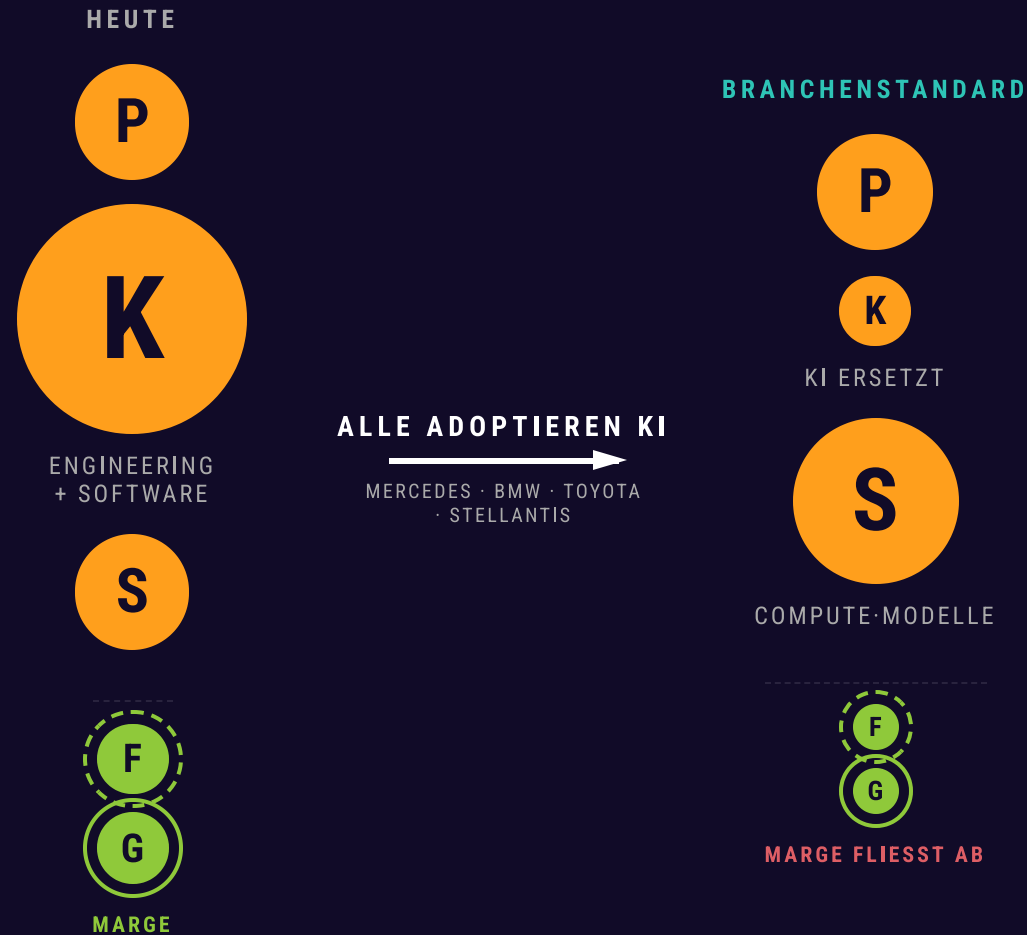 HEUTE
P
K
ENGINEERING
+ SOFTWARE
S
F
G
MARGE
ALLE ADOPTIEREN KI
MERCEDES · BMW · TOYOTA
· STELLANTIS
BRANCHENSTANDARD
P
K
KI ERSETZT
S
COMPUTE·MODELLE
F
G
MARGE FLIESST AB